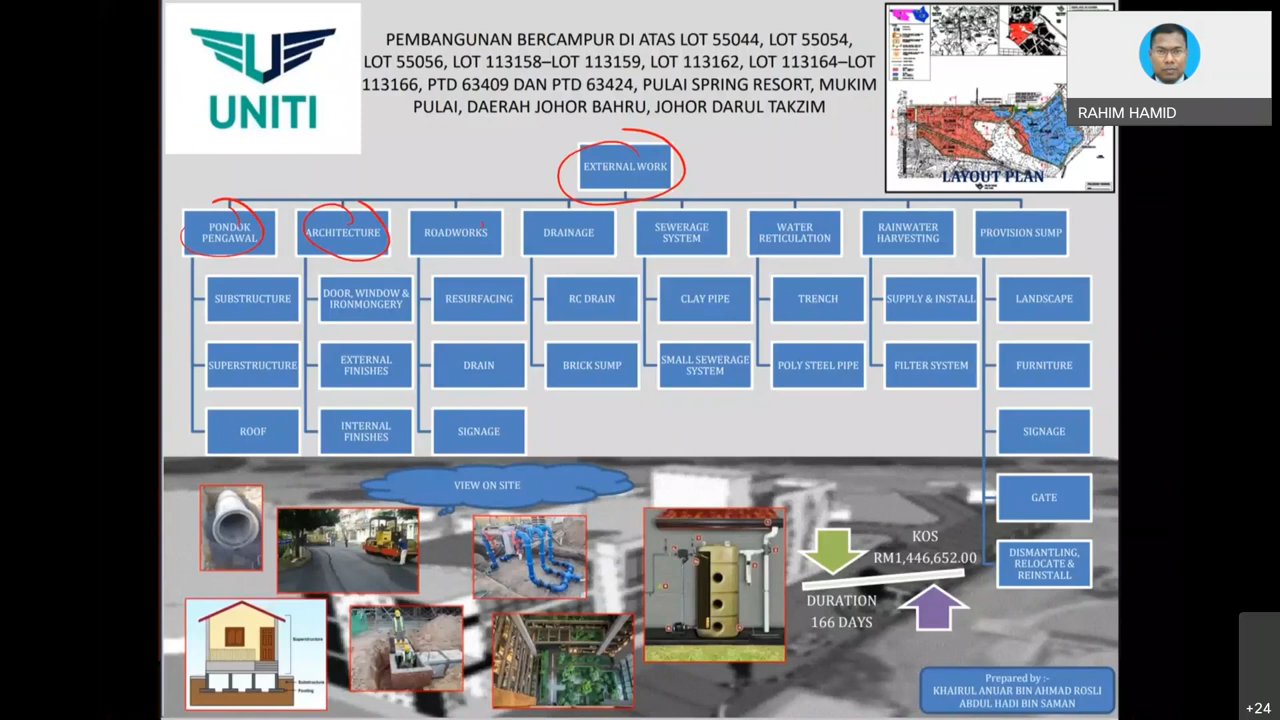 UNITI
PEMBANGUNAN BERCAMPUR DIATAS LOT 55044, LOT 55054,
LOT 55056, LOT 113158–LOT 113159, LOT 113162, LOT 113164–LOT
113166, PTD 63409 DAN PTD 63424, PULAI SPRING RESORT, MUKIM
PULAI, DAERAH JOHOR BAHRU, JOHOR DARUL TAKZIM
LAYOUT PLAN
RAHIM HAMID
EXTERNAL WORK
PONDOK
PENGAWAL
ARCHITECTURE
ROADWORKS
DRAINAGE
SEWERAGE
SYSTEM
WATER
RETICULATION
RAINWATER
HARVESTING
PROVISION SUMP
SUBSTRUCTURE
DOOR, WINDOW &
IRONMONGERY
RESURFACING
RC DRAIN
CLAY PIPE
TRENCH
SUPPLY & INSTALL
LANDSCAPE
SUPERSTRUCTURE
EXTERNAL
FINISHES
DRAIN
BRICK SUMP
SMALL SEWERAGE
SYSTEM
POLY STEEL PIPE
FILTER SYSTEM
FURNITURE
ROOF
INTERNAL
FINISHES
SIGNAGE
SIGNAGE
GATE
DISMANTLING,
RELOCATE &
REINSTALL
VIEW ON SITE
KOS
RM1,446,652.00
DURATION
166 DAYS
Superstructure
Substructure
Footing
Prepared by :-
KHAIRUL ANUAR BIN AHMAD ROSLI
ABDUL HADI BIN SAMAN
+24